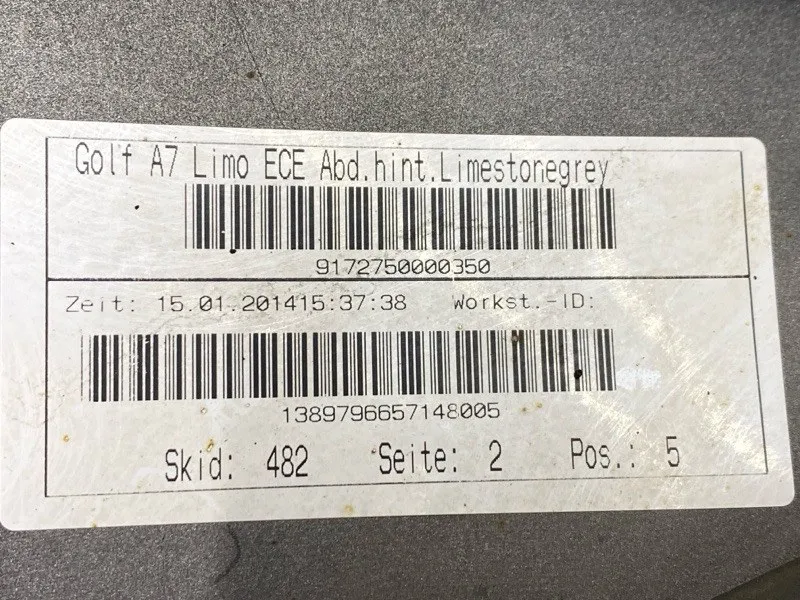 Golf A7 Limo ECE Abd.hint.Limestonegrey
9172750000350
Zeit: 15.01.201415:37:38 Workst.-ID:
1389796657148005
Skid: 482 Seite: 2 Pos.: 5